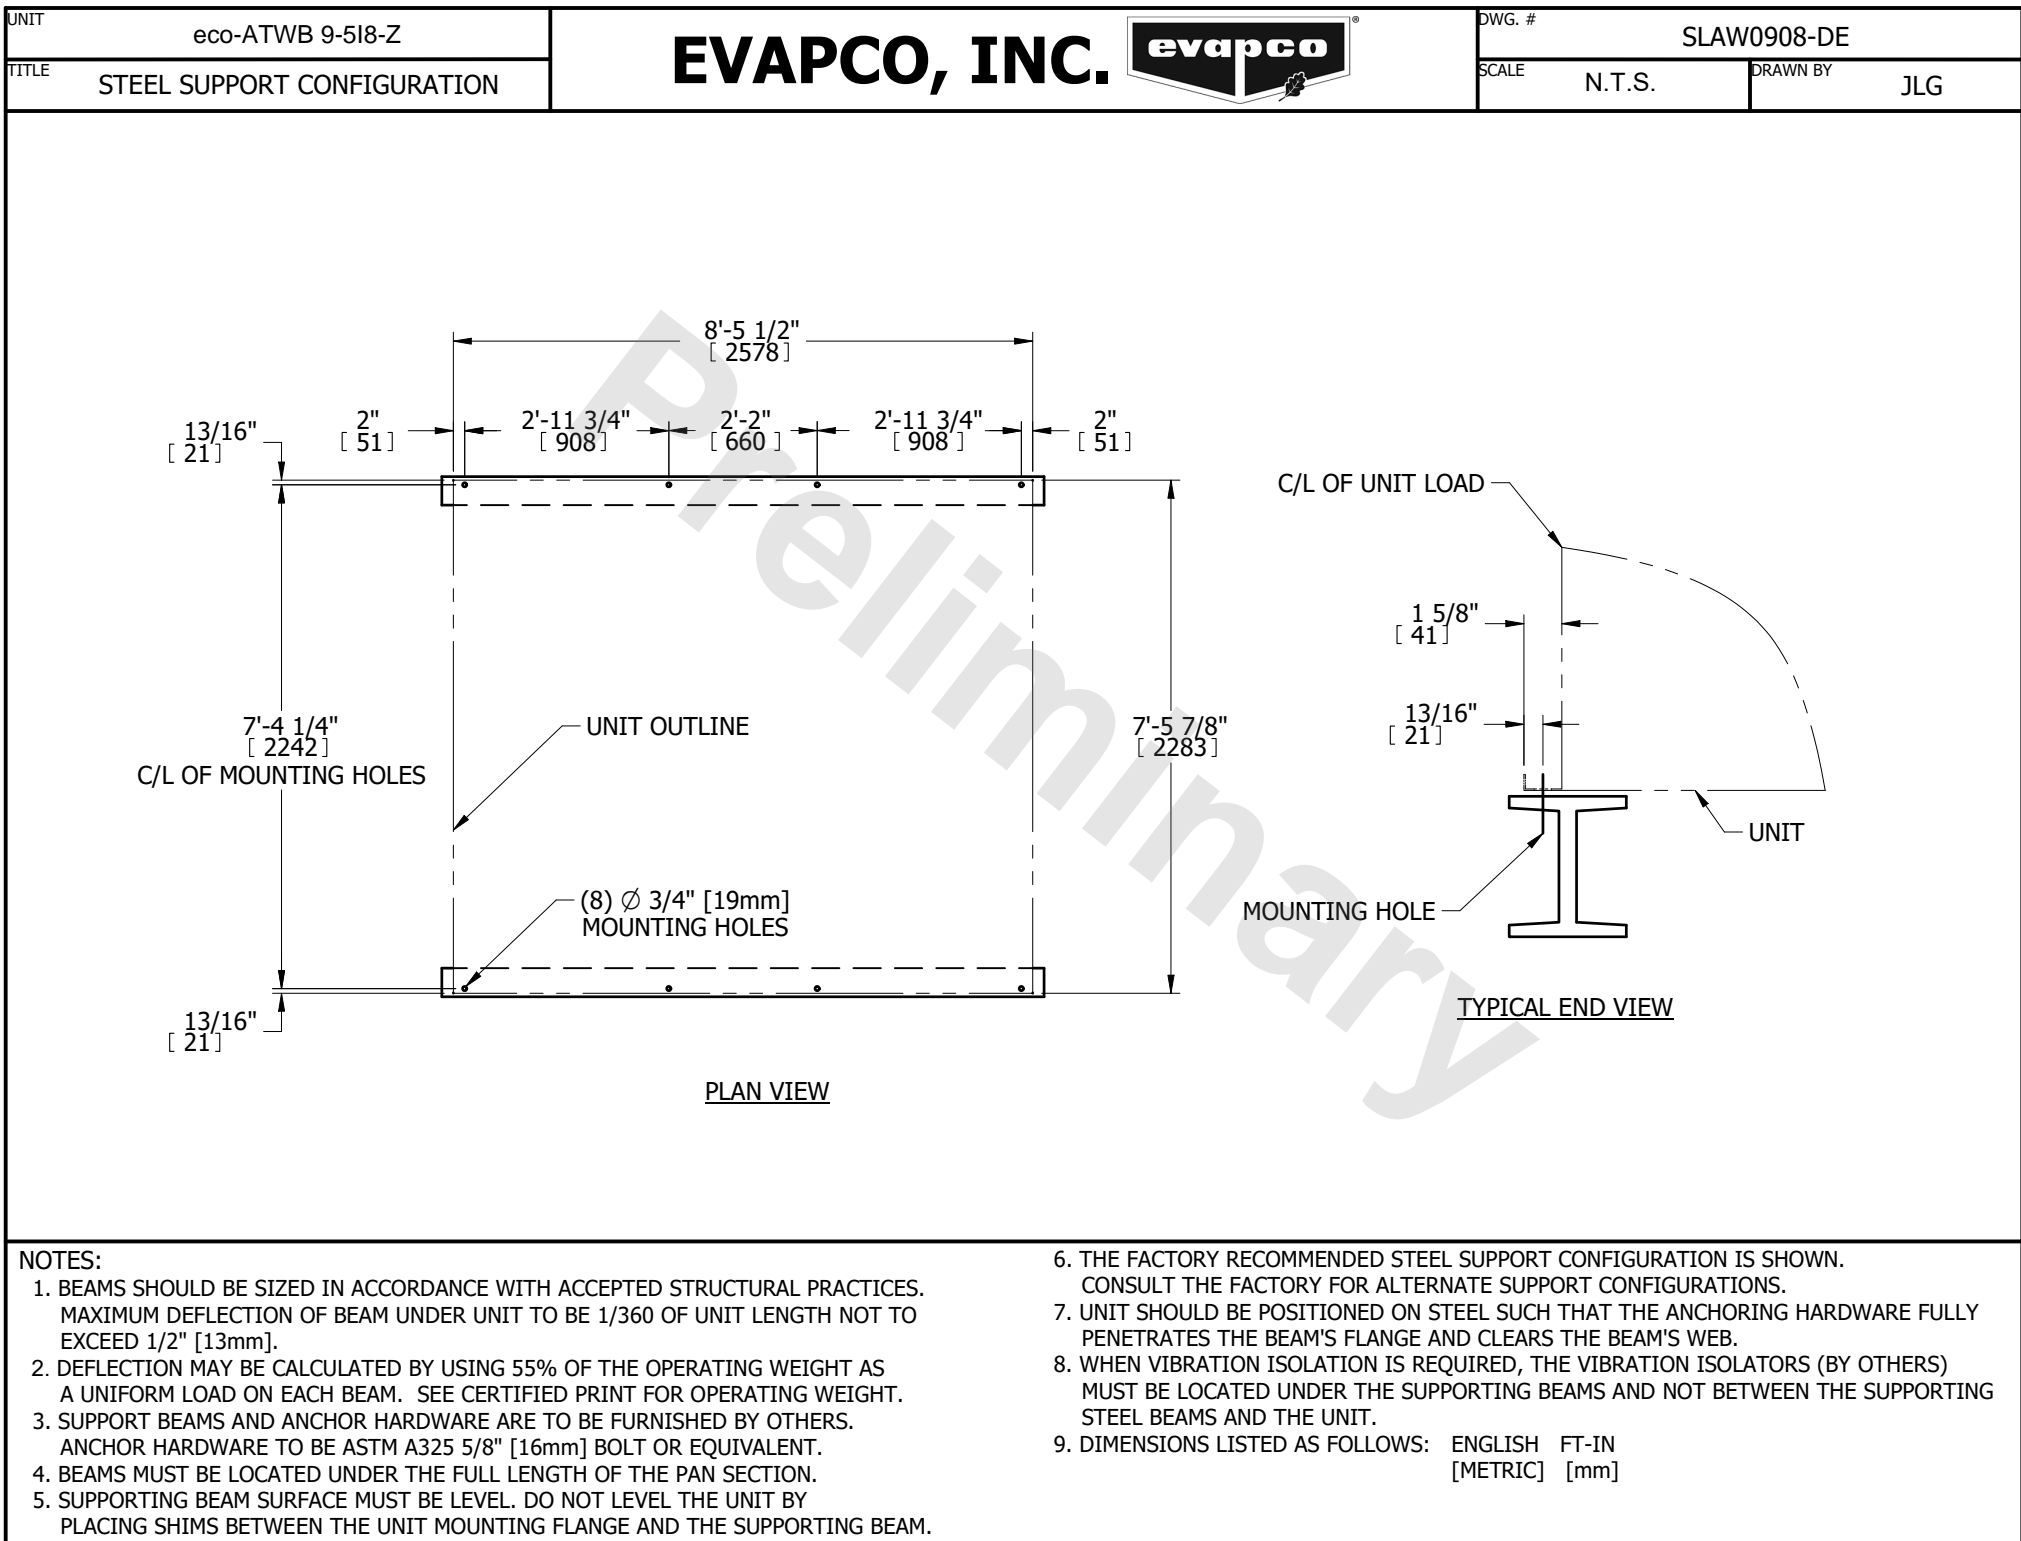 UNIT
eco-ATWB 9-5I8-Z
TITLE
STEEL SUPPORT CONFIGURATION
EVAPCO, INC.
evapco
®
DWG. #
SLAW0908-DE
SCALE
N.T.S.
DRAWN BY
JLG
8'-5 1/2"
[ 2578 ]
13/16"
[ 21 ]
2"
[ 51 ]
2'-11 3/4"
[ 908 ]
2'-2"
[ 660 ]
2'-11 3/4"
[ 908 ]
2"
[ 51 ]
7'-4 1/4"
[ 2242 ]
C/L OF MOUNTING HOLES
UNIT OUTLINE
7'-5 7/8"
[ 2283 ]
(8) ∅ 3/4" [19mm]
MOUNTING HOLES
13/16"
[ 21 ]
PLAN VIEW
C/L OF UNIT LOAD
1 5/8"
[ 41 ]
13/16"
[ 21 ]
UNIT
MOUNTING HOLE
TYPICAL END VIEW
Preliminary
NOTES:
1. BEAMS SHOULD BE SIZED IN ACCORDANCE WITH ACCEPTED STRUCTURAL PRACTICES.
MAXIMUM DEFLECTION OF BEAM UNDER UNIT TO BE 1/360 OF UNIT LENGTH NOT TO
EXCEED 1/2" [13mm].
2. DEFLECTION MAY BE CALCULATED BY USING 55% OF THE OPERATING WEIGHT AS
A UNIFORM LOAD ON EACH BEAM. SEE CERTIFIED PRINT FOR OPERATING WEIGHT.
3. SUPPORT BEAMS AND ANCHOR HARDWARE ARE TO BE FURNISHED BY OTHERS.
ANCHOR HARDWARE TO BE ASTM A325 5/8" [16mm] BOLT OR EQUIVALENT.
4. BEAMS MUST BE LOCATED UNDER THE FULL LENGTH OF THE PAN SECTION.
5. SUPPORTING BEAM SURFACE MUST BE LEVEL. DO NOT LEVEL THE UNIT BY
PLACING SHIMS BETWEEN THE UNIT MOUNTING FLANGE AND THE SUPPORTING BEAM.
6. THE FACTORY RECOMMENDED STEEL SUPPORT CONFIGURATION IS SHOWN.
CONSULT THE FACTORY FOR ALTERNATE SUPPORT CONFIGURATIONS.
7. UNIT SHOULD BE POSITIONED ON STEEL SUCH THAT THE ANCHORING HARDWARE FULLY
PENETRATES THE BEAM'S FLANGE AND CLEARS THE BEAM'S WEB.
8. WHEN VIBRATION ISOLATION IS REQUIRED, THE VIBRATION ISOLATORS (BY OTHERS)
MUST BE LOCATED UNDER THE SUPPORTING BEAMS AND NOT BETWEEN THE SUPPORTING
STEEL BEAMS AND THE UNIT.
9. DIMENSIONS LISTED AS FOLLOWS: ENGLISH FT-IN
[METRIC] [mm]